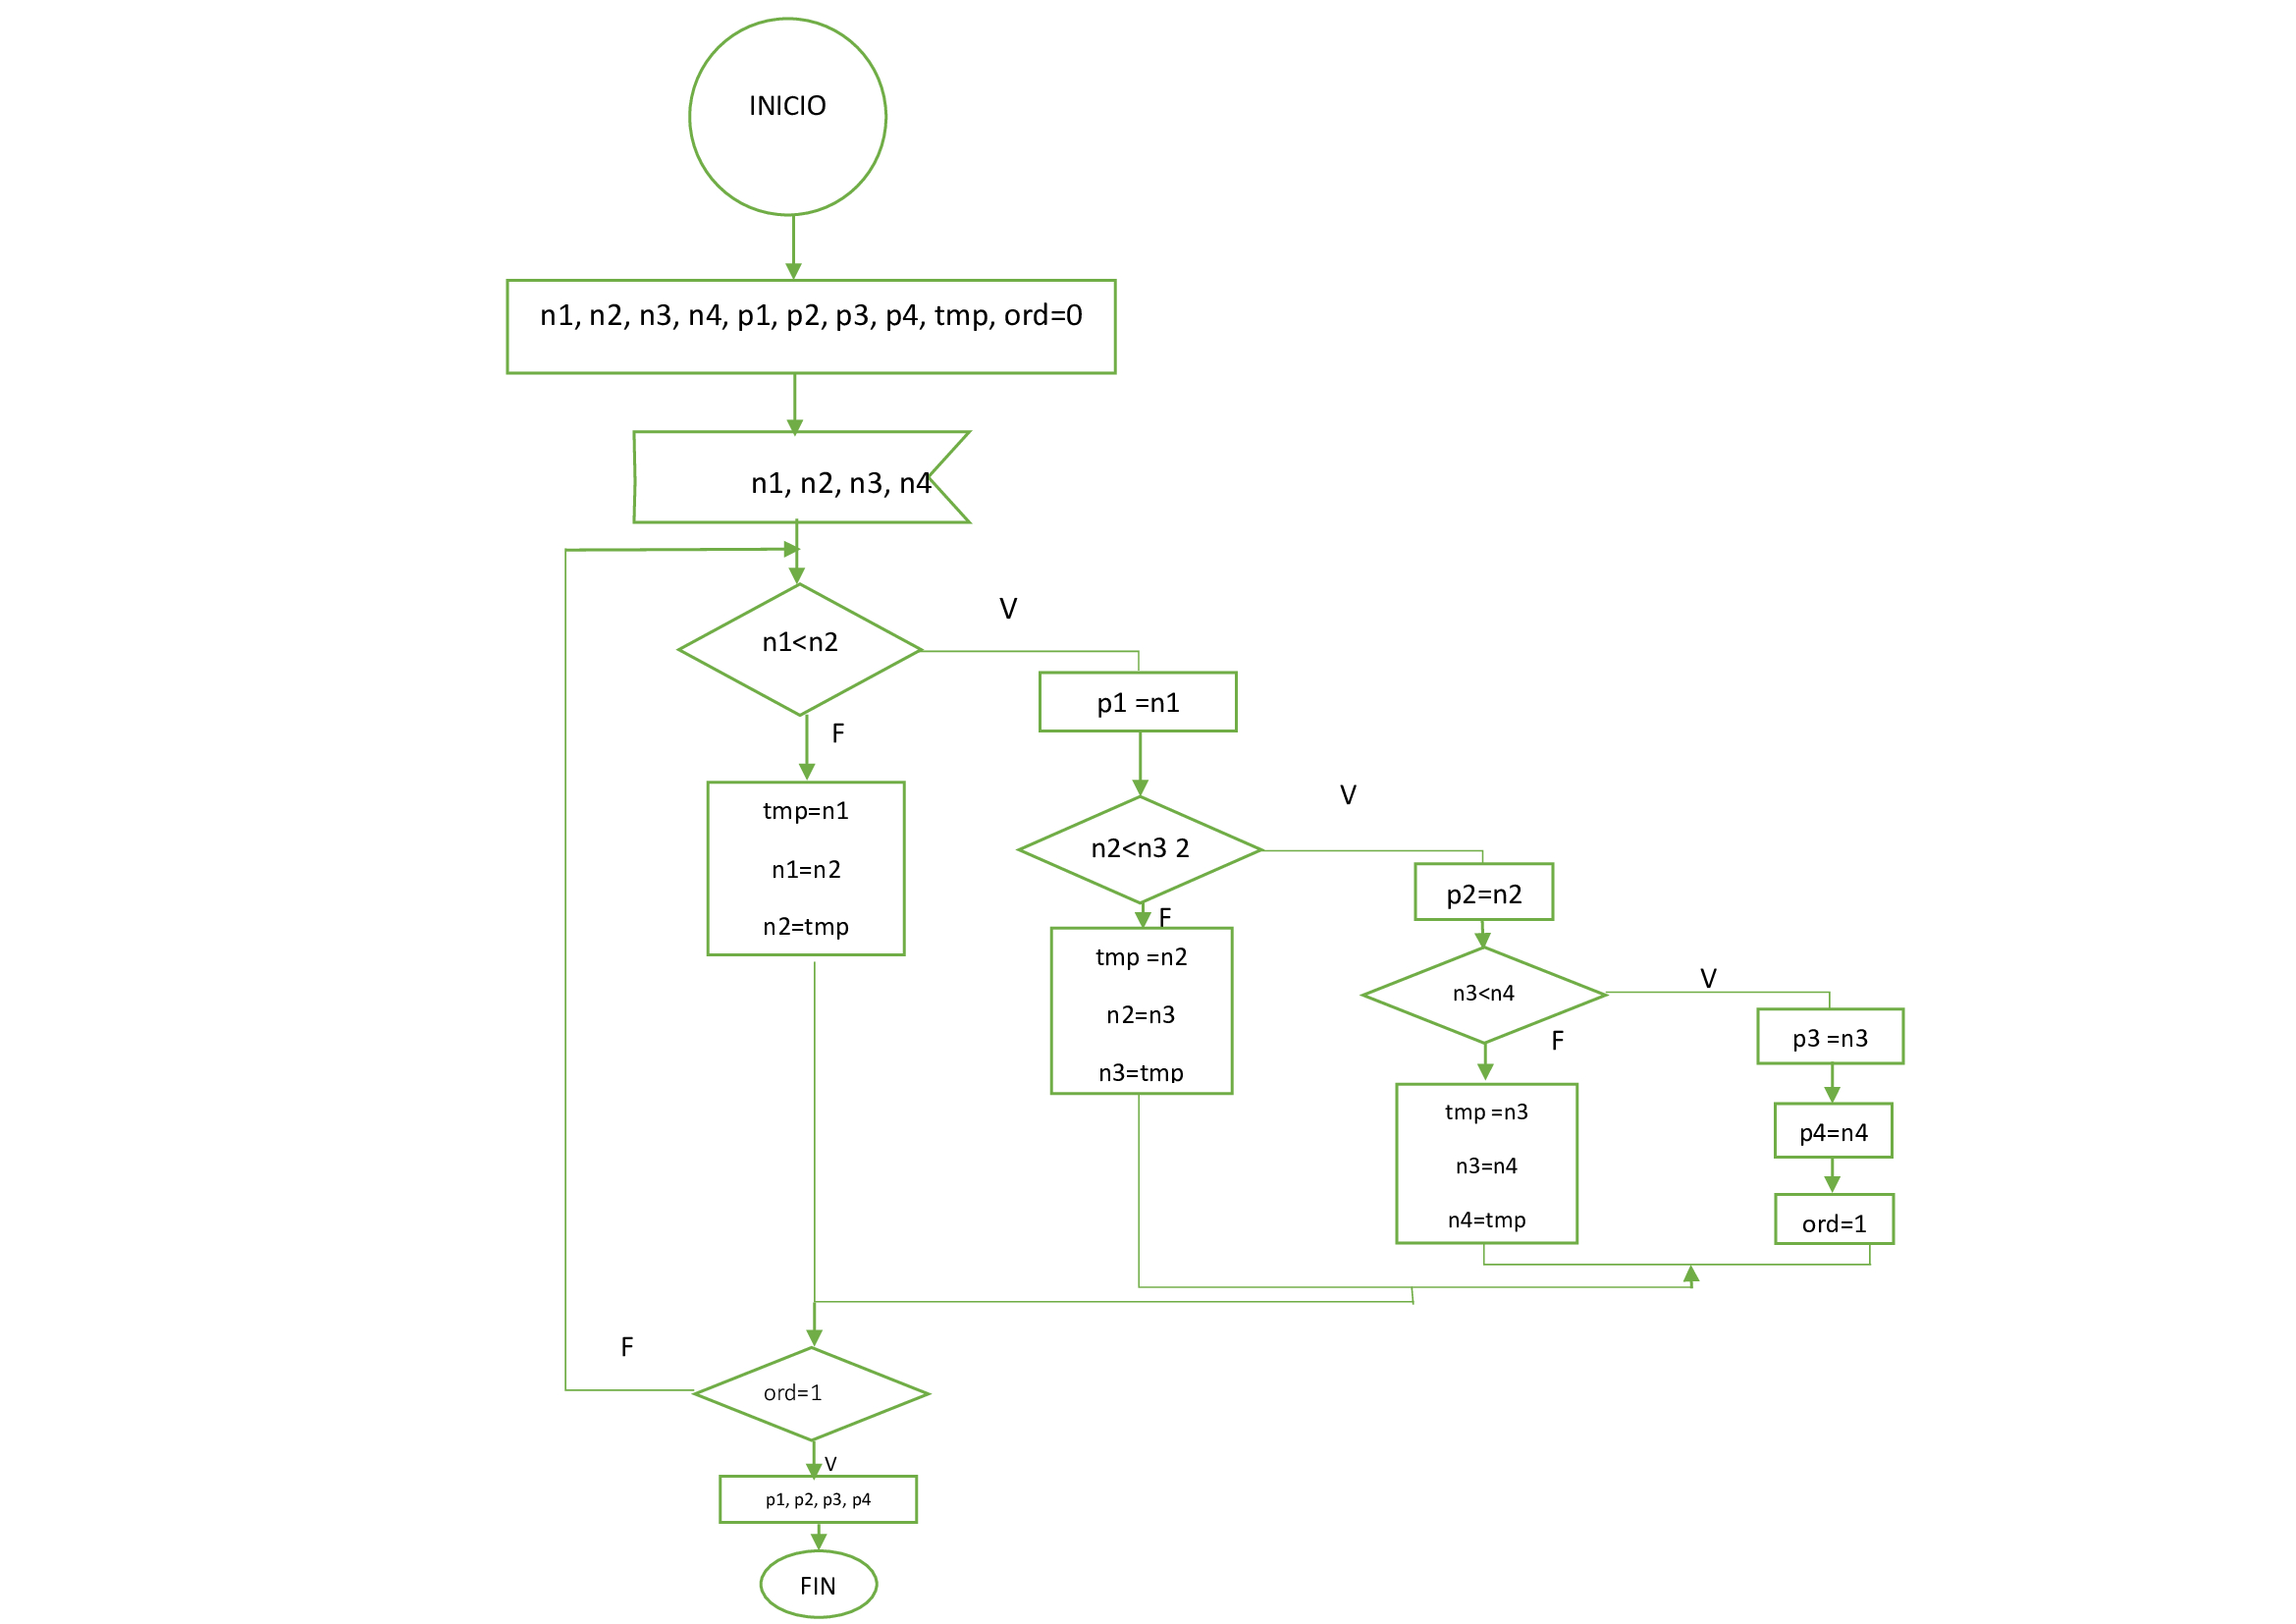 INICIO
n1, n2, n3, n4, p1, p2, p3, p4, tmp, ord=0
n1, n2, n3, n4
n1<n2
V
F
p1 =n1
tmp=n1
n1=n2
n2=tmp
n2<n3 2
V
F
p2=n2
tmp =n2
n2=n3
n3=tmp
n3<n4
V
F
p3 =n3
tmp =n3
n3=n4
n4=tmp
p4=n4
ord=1
F
ord=1
V
p1, p2, p3, p4
FIN